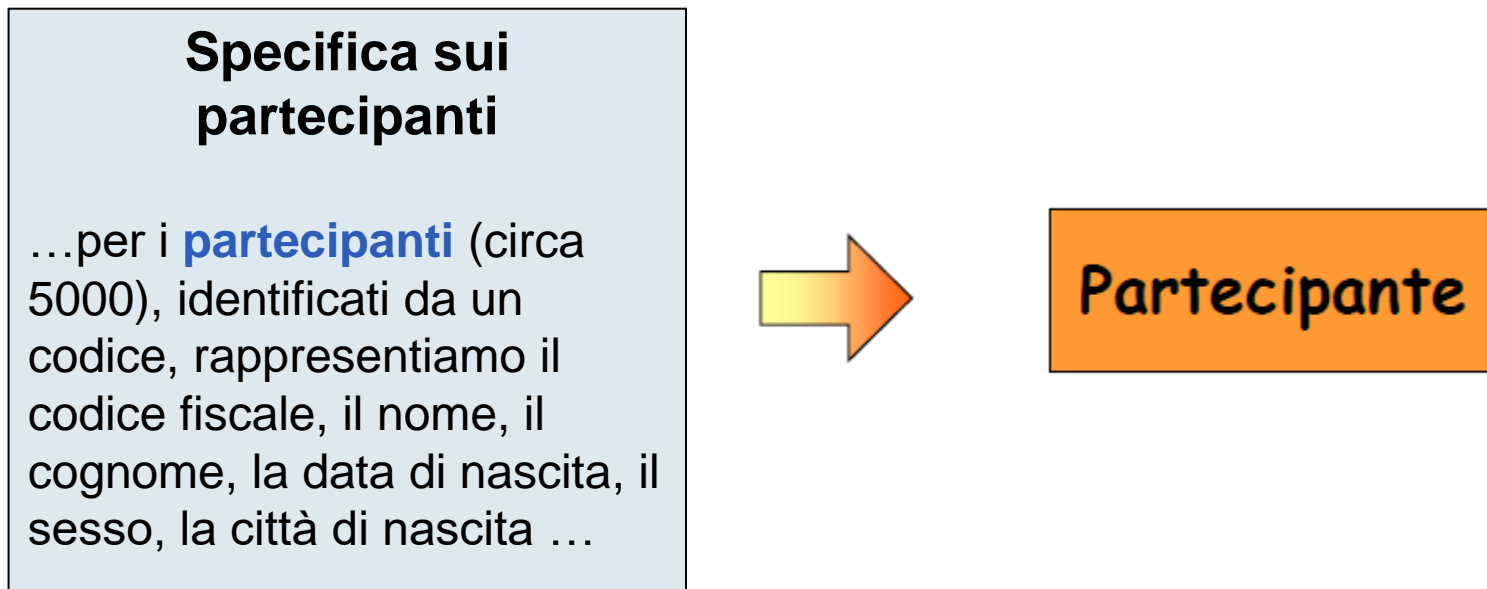 Specifica sui
partecipanti
…per i partecipanti (circa
5000), identificati da un
codice, rappresentiamo il
codice fiscale, il nome, il
cognome, la data di nascita, il
sesso, la città di nascita …
Partecipante